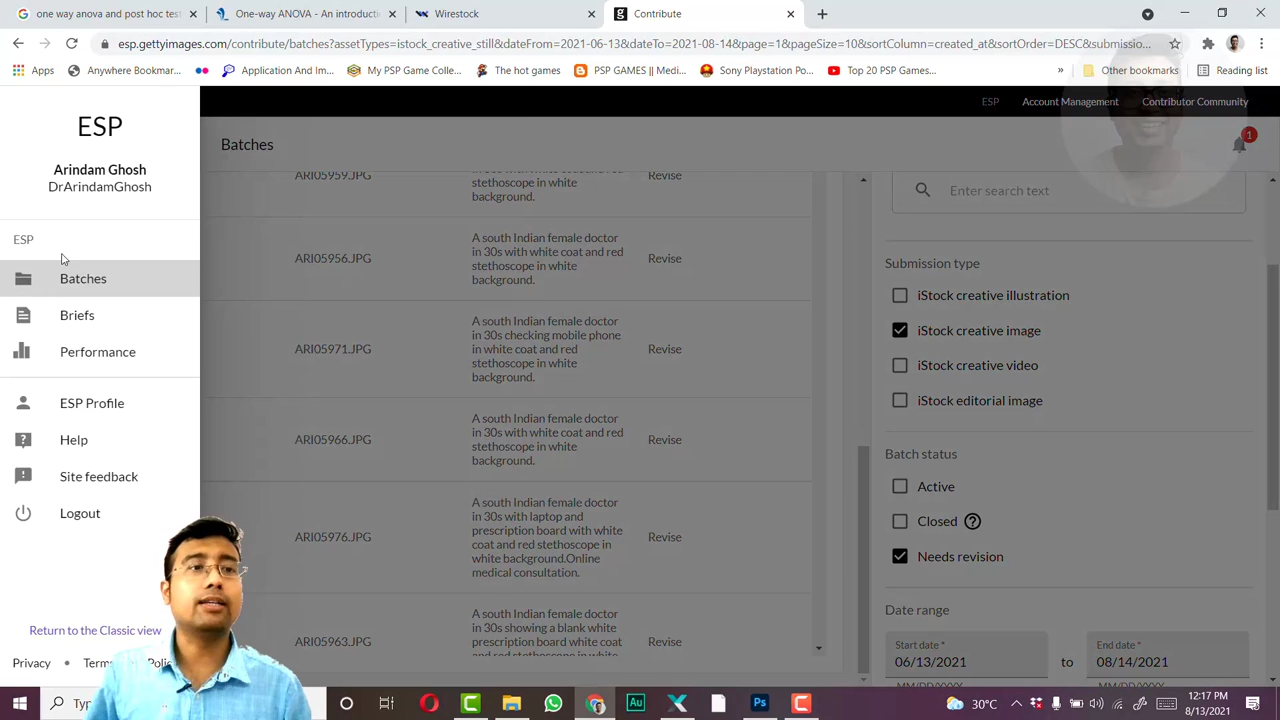 one way anova and post hoc test
One-way ANOVA - An introducti
Wirestock
Contribute
esp.gettyimages.com/contribute/batches?assetTypes=istock_creative_still&dateFrom=2021-06-13&dateTo=2021-08-14&page=1&pageSize=10&sortColumn=created_at&sortOrder=DESC&submissio...
Apps
Anywhere Bookmar...
Application And Im...
My PSP Game Collec...
The hot games
PSP GAMES || Medi...
Sony Playstation Po...
Top 20 PSP Games...
»
Other bookmarks
Reading list
ESP
Account Management
Contributor Community
ESP
Arindam Ghosh
DrArindamGhosh
ESP
Batches
Briefs
Performance
ESP Profile
Help
Site feedback
Logout
Return to the Classic view
Privacy • Terms
Batches
1
ARI05959.JPG
stethoscope in white
background.
Revise
ARI05956.JPG
A south Indian female doctor
in 30s with white coat and red
stethoscope in white
background.
Revise
ARI05971.JPG
A south Indian female doctor
in 30s checking mobile phone
in white coat and red
stethoscope in white
background.
Revise
ARI05966.JPG
A south Indian female doctor
in 30s with white coat and red
stethoscope in white
background.
Revise
ARI05976.JPG
A south Indian female doctor
in 30s with laptop and
prescription board with white
coat and red stethoscope in
white background.Online
medical consultation.
Revise
ARI05963.JPG
A south Indian female doctor
in 30s showing a blank white
prescription board white coat
Revise
Enter search text
Submission type
iStock creative illustration
iStock creative image
iStock creative video
iStock editorial image
Batch status
Active
Closed
Needs revision
Date range
Start date *
06/13/2021
to
End date *
08/14/2021
30°C
12:17 PM
8/13/2021